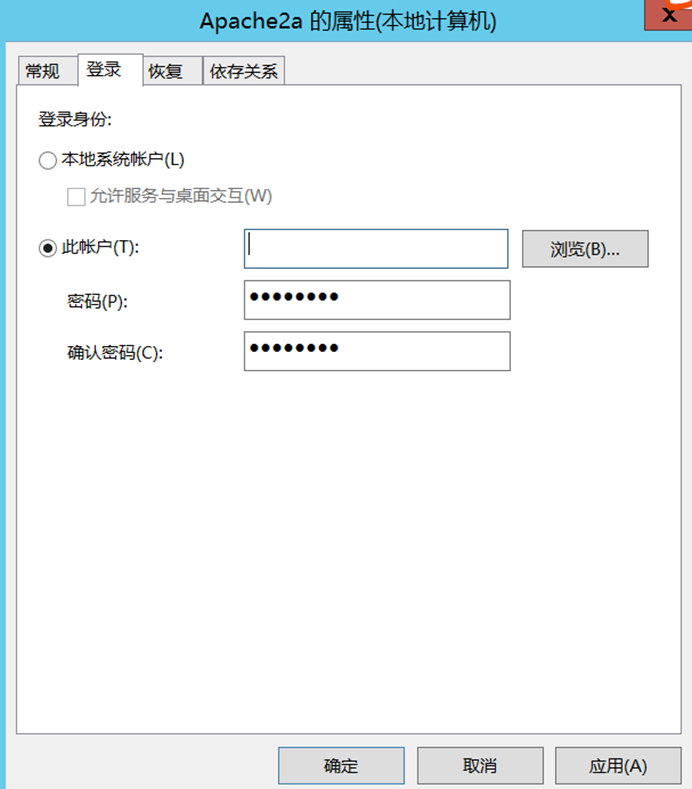 Apache2a 的属性(本地计算机)
x
常规 登录 恢复 依存关系
登录身份:
本地系统帐户(L)
允许服务与桌面交互(W)
此帐户(T): 浏览(B)...
密码(P): ●●●●●●●●
确认密码(C): ●●●●●●●●
确定 取消 应用(A)